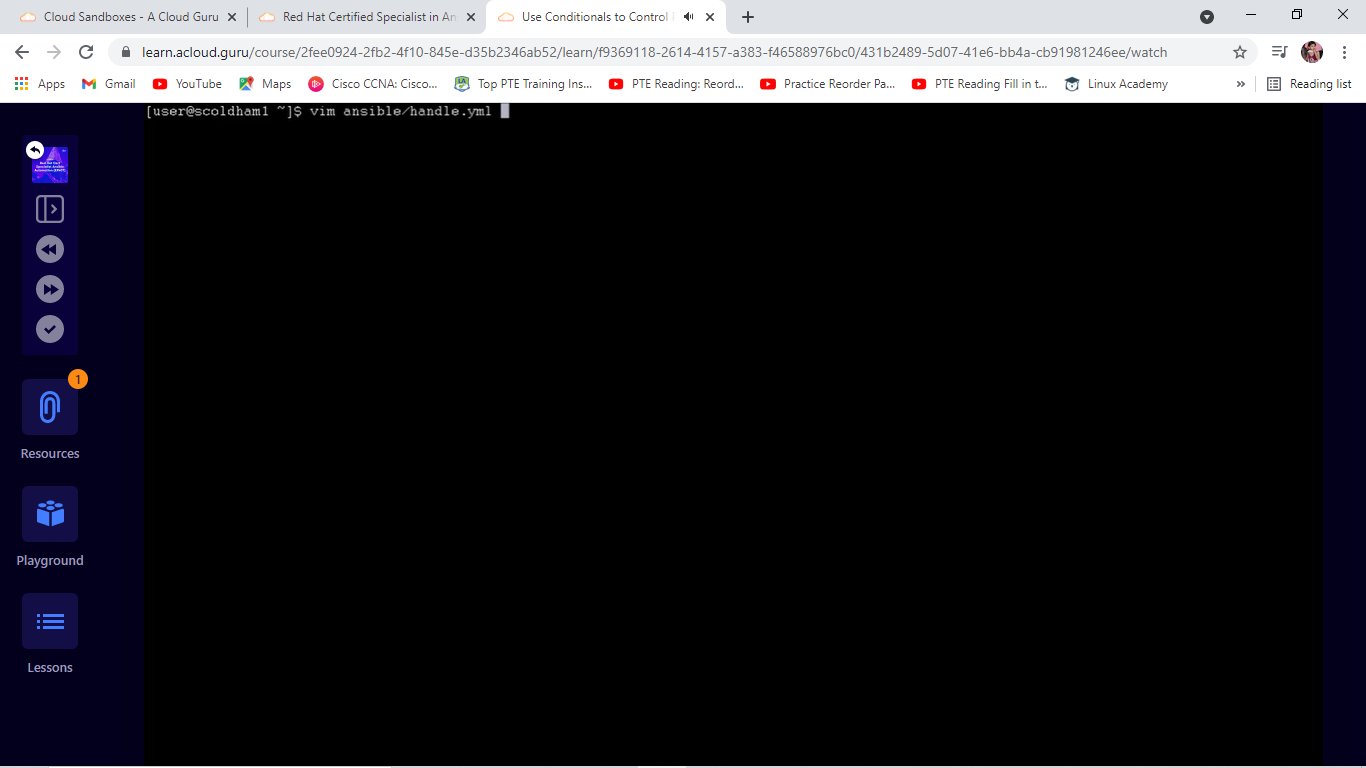 Cloud Sandboxes - A Cloud Guru
Red Hat Certified Specialist in An
Use Conditionals to Control
learn.acloud.guru/course/2fee0924-2fb2-4f10-845e-d35b2346ab52/learn/f9369118-2614-4157-a383-f46588976bc0/431b2489-5d07-41e6-bb4a-cb91981246ee/watch
Apps
Gmail
YouTube
Maps
Cisco CCNA: Cisco...
Top PTE Training Ins...
PTE Reading: Reord...
Practice Reorder Pa...
PTE Reading Fill in t...
Linux Academy
»
Reading list
[user@scoldham1 ~]$ vim ansible/handle.yml
1
Resources
Playground
Lessons